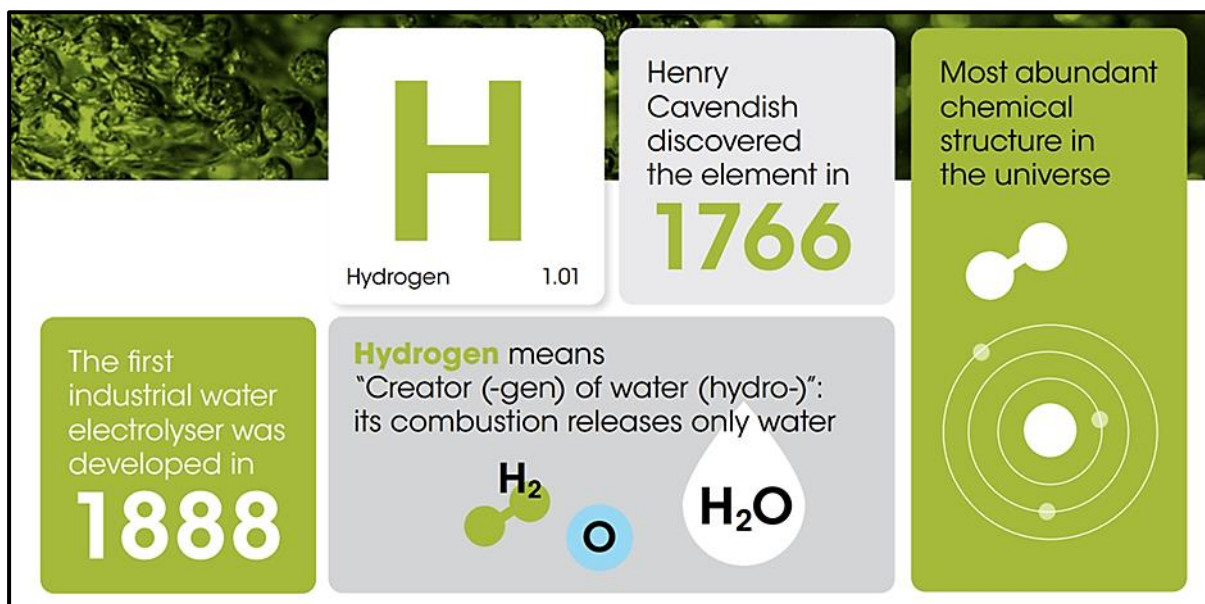 H
Hydrogen 1.01
Henry
Cavendish
discovered
the element in
1766
Most abundant
chemical
structure in
the universe
The first
industrial water
electrolyser was
developed in
1888
Hydrogen means
"Creator (-gen) of water (hydro-)":
its combustion releases only water
H₂
O
H₂O